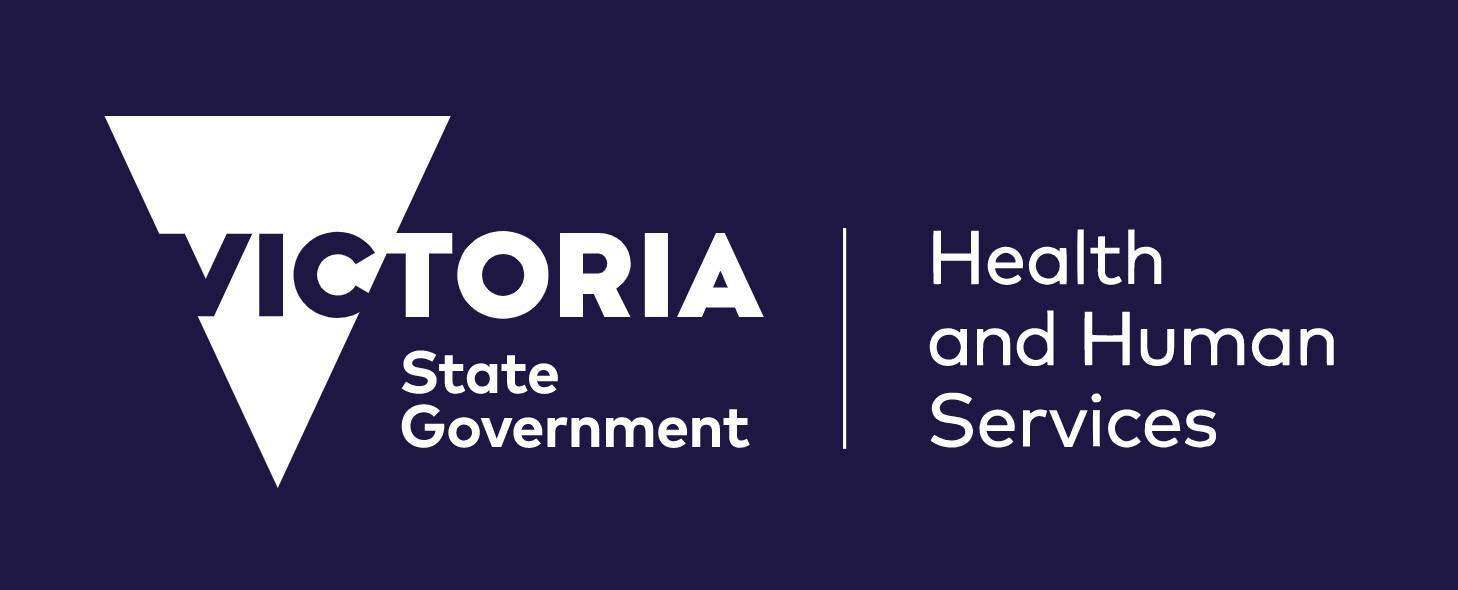 VICTORIA
State
Government
Health
and Human
Services